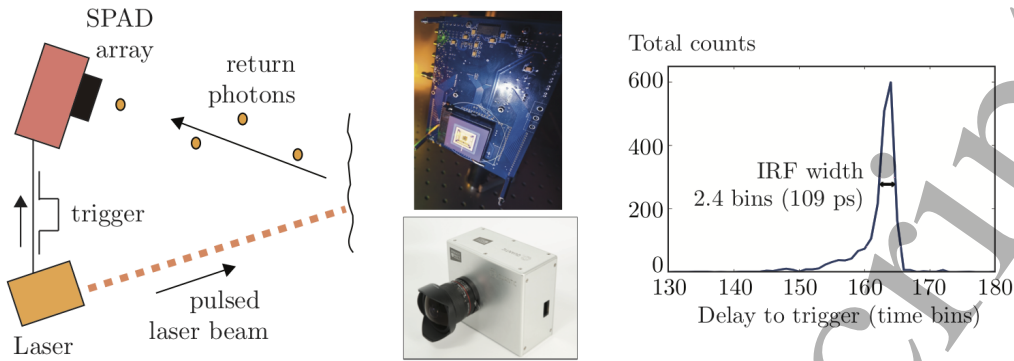 SPAD
array
return
photons
trigger
pulsed
laser beam
Laser
Total counts
600
400
200
0
IRF width
2.4 bins (109 ps)
130
140
150
160
170
180
Delay to trigger (time bins)